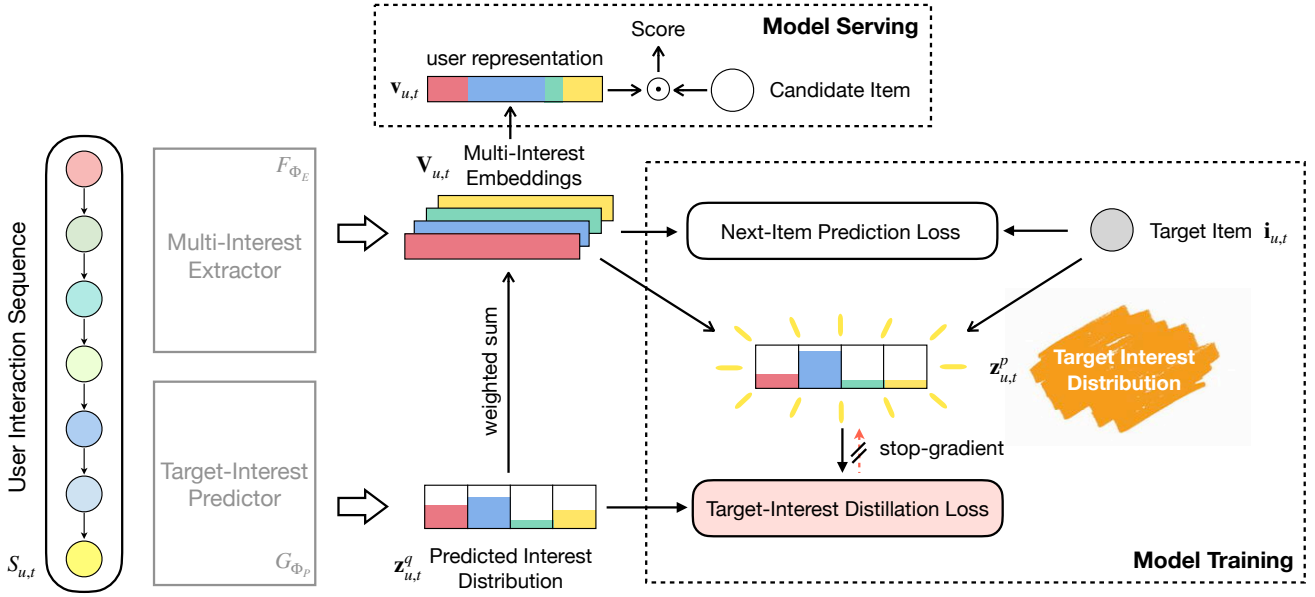 Score
Model Serving
user representation
v_{u,t}
Candidate Item
User Interaction Sequence
S_{u,t}
F_{Φ_E}
Multi-Interest
Extractor
V_{u,t}
Multi-Interest
Embeddings
Next-Item Prediction Loss
Target Item i_{u,t}
weighted sum
z^p_{u,t}
Target Interest
Distribution
stop-gradient
Target-Interest
Predictor
G_{Φ_P}
z^q_{u,t}
Predicted Interest
Distribution
Target-Interest Distillation Loss
Model Training